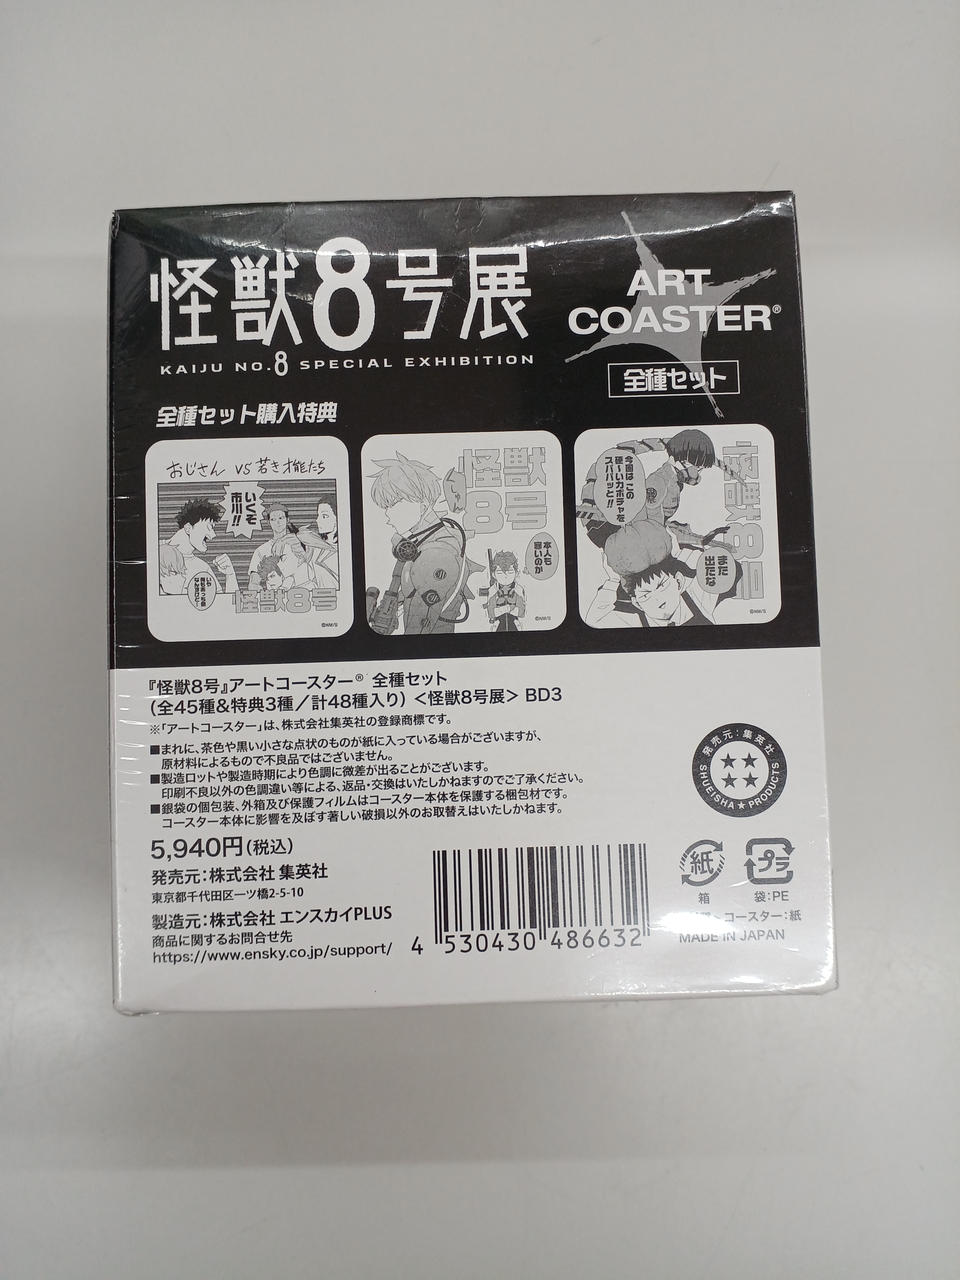 怪獣8号展
KAIJU NO.8 SPECIAL EXHIBITION
ART
COASTER®
全種セット
全種セット購入特典
おじさん VS 若き才能たち
いくぞ
市川!!
怪獣8号
©NM/S
怪獣
8号
本人も
寝いのか
©NM/S
今回はこの
硬〜いカボチャを
スパパッと!!
怪獣8号
また
出たな
©NM/S
『怪獣8号』アートコースター® 全種セット
(全45種&特典3種/計48種入り)<怪獣8号展> BD3
※「アートコースター」は、株式会社集英社の登録商標です。
■まれに、茶色や黒い小さな点状のものが紙に入っている場合がございますが、
原材料によるもので不良品ではございません。
■製造ロットや製造時期により色調に微差が出ることがございます。
印刷不良以外の色調違い等による、返品・交換はいたしかねますのでご了承ください。
■銀袋の個包装、外箱及び保護フィルムはコースター本体を保護する梱包材です。
コースター本体に影響を及ぼす著しい破損以外のお取替えはいたしかねます。
5,940円(税込)
発売元:株式会社 集英社
東京都千代田区一ツ橋2-5-10
製造元:株式会社 エンスカイPLUS
商品に関するお問合せ先
https://www.ensky.co.jp/support/
4 530430 486632
発売元:集英社
SHUEISHA★PRODUCTS
紙
箱
プラ
袋:PE
コースター:紙
MADE IN JAPAN